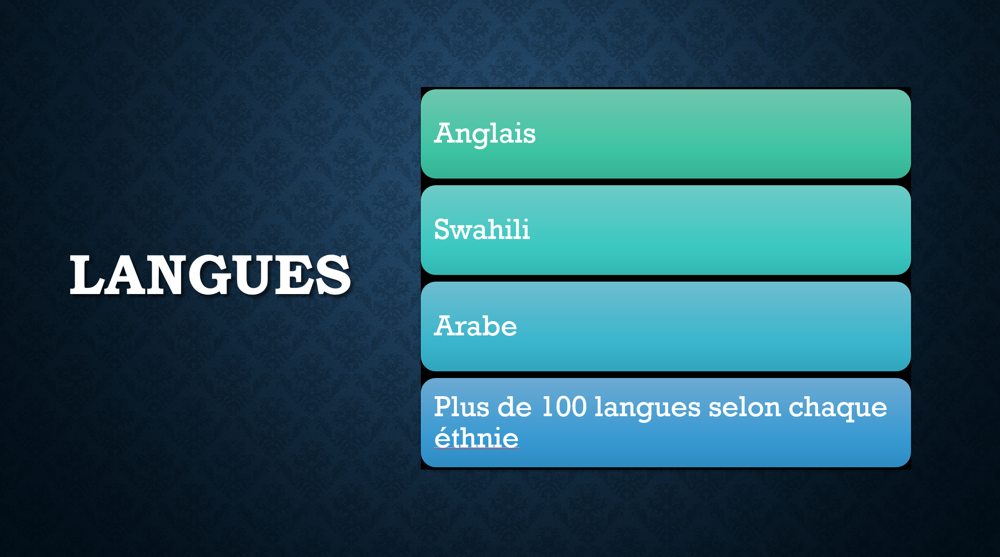 LANGUES
Anglais
Swahili
Arabe
Plus de 100 langues selon chaque
éthnie